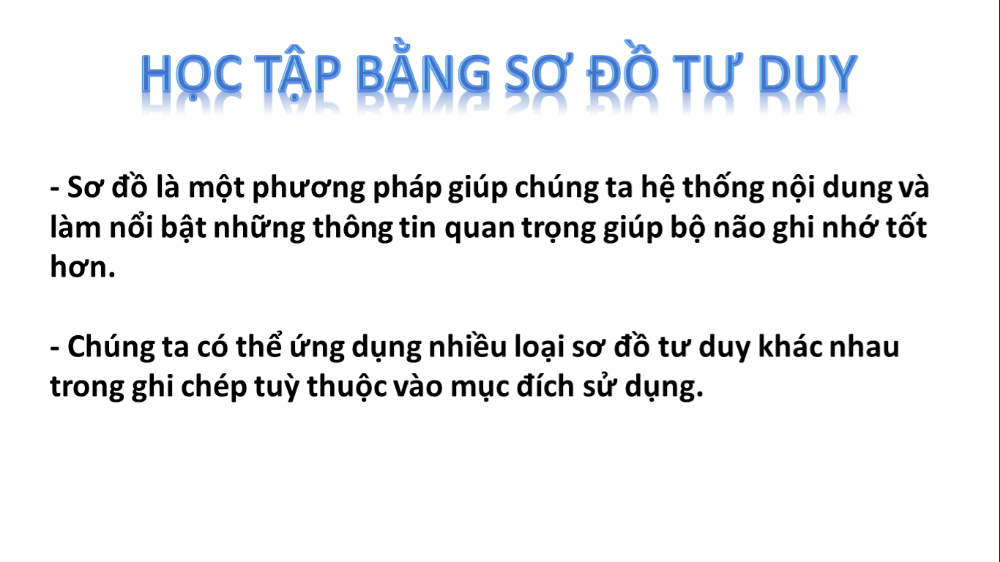 HỌC TẬP BẰNG SƠ ĐỒ TƯ DUY
- Sơ đồ là một phương pháp giúp chúng ta hệ thống nội dung và
làm nổi bật những thông tin quan trọng giúp bộ não ghi nhớ tốt
hơn.
- Chúng ta có thể ứng dụng nhiều loại sơ đồ tư duy khác nhau
trong ghi chép tuỳ thuộc vào mục đích sử dụng.